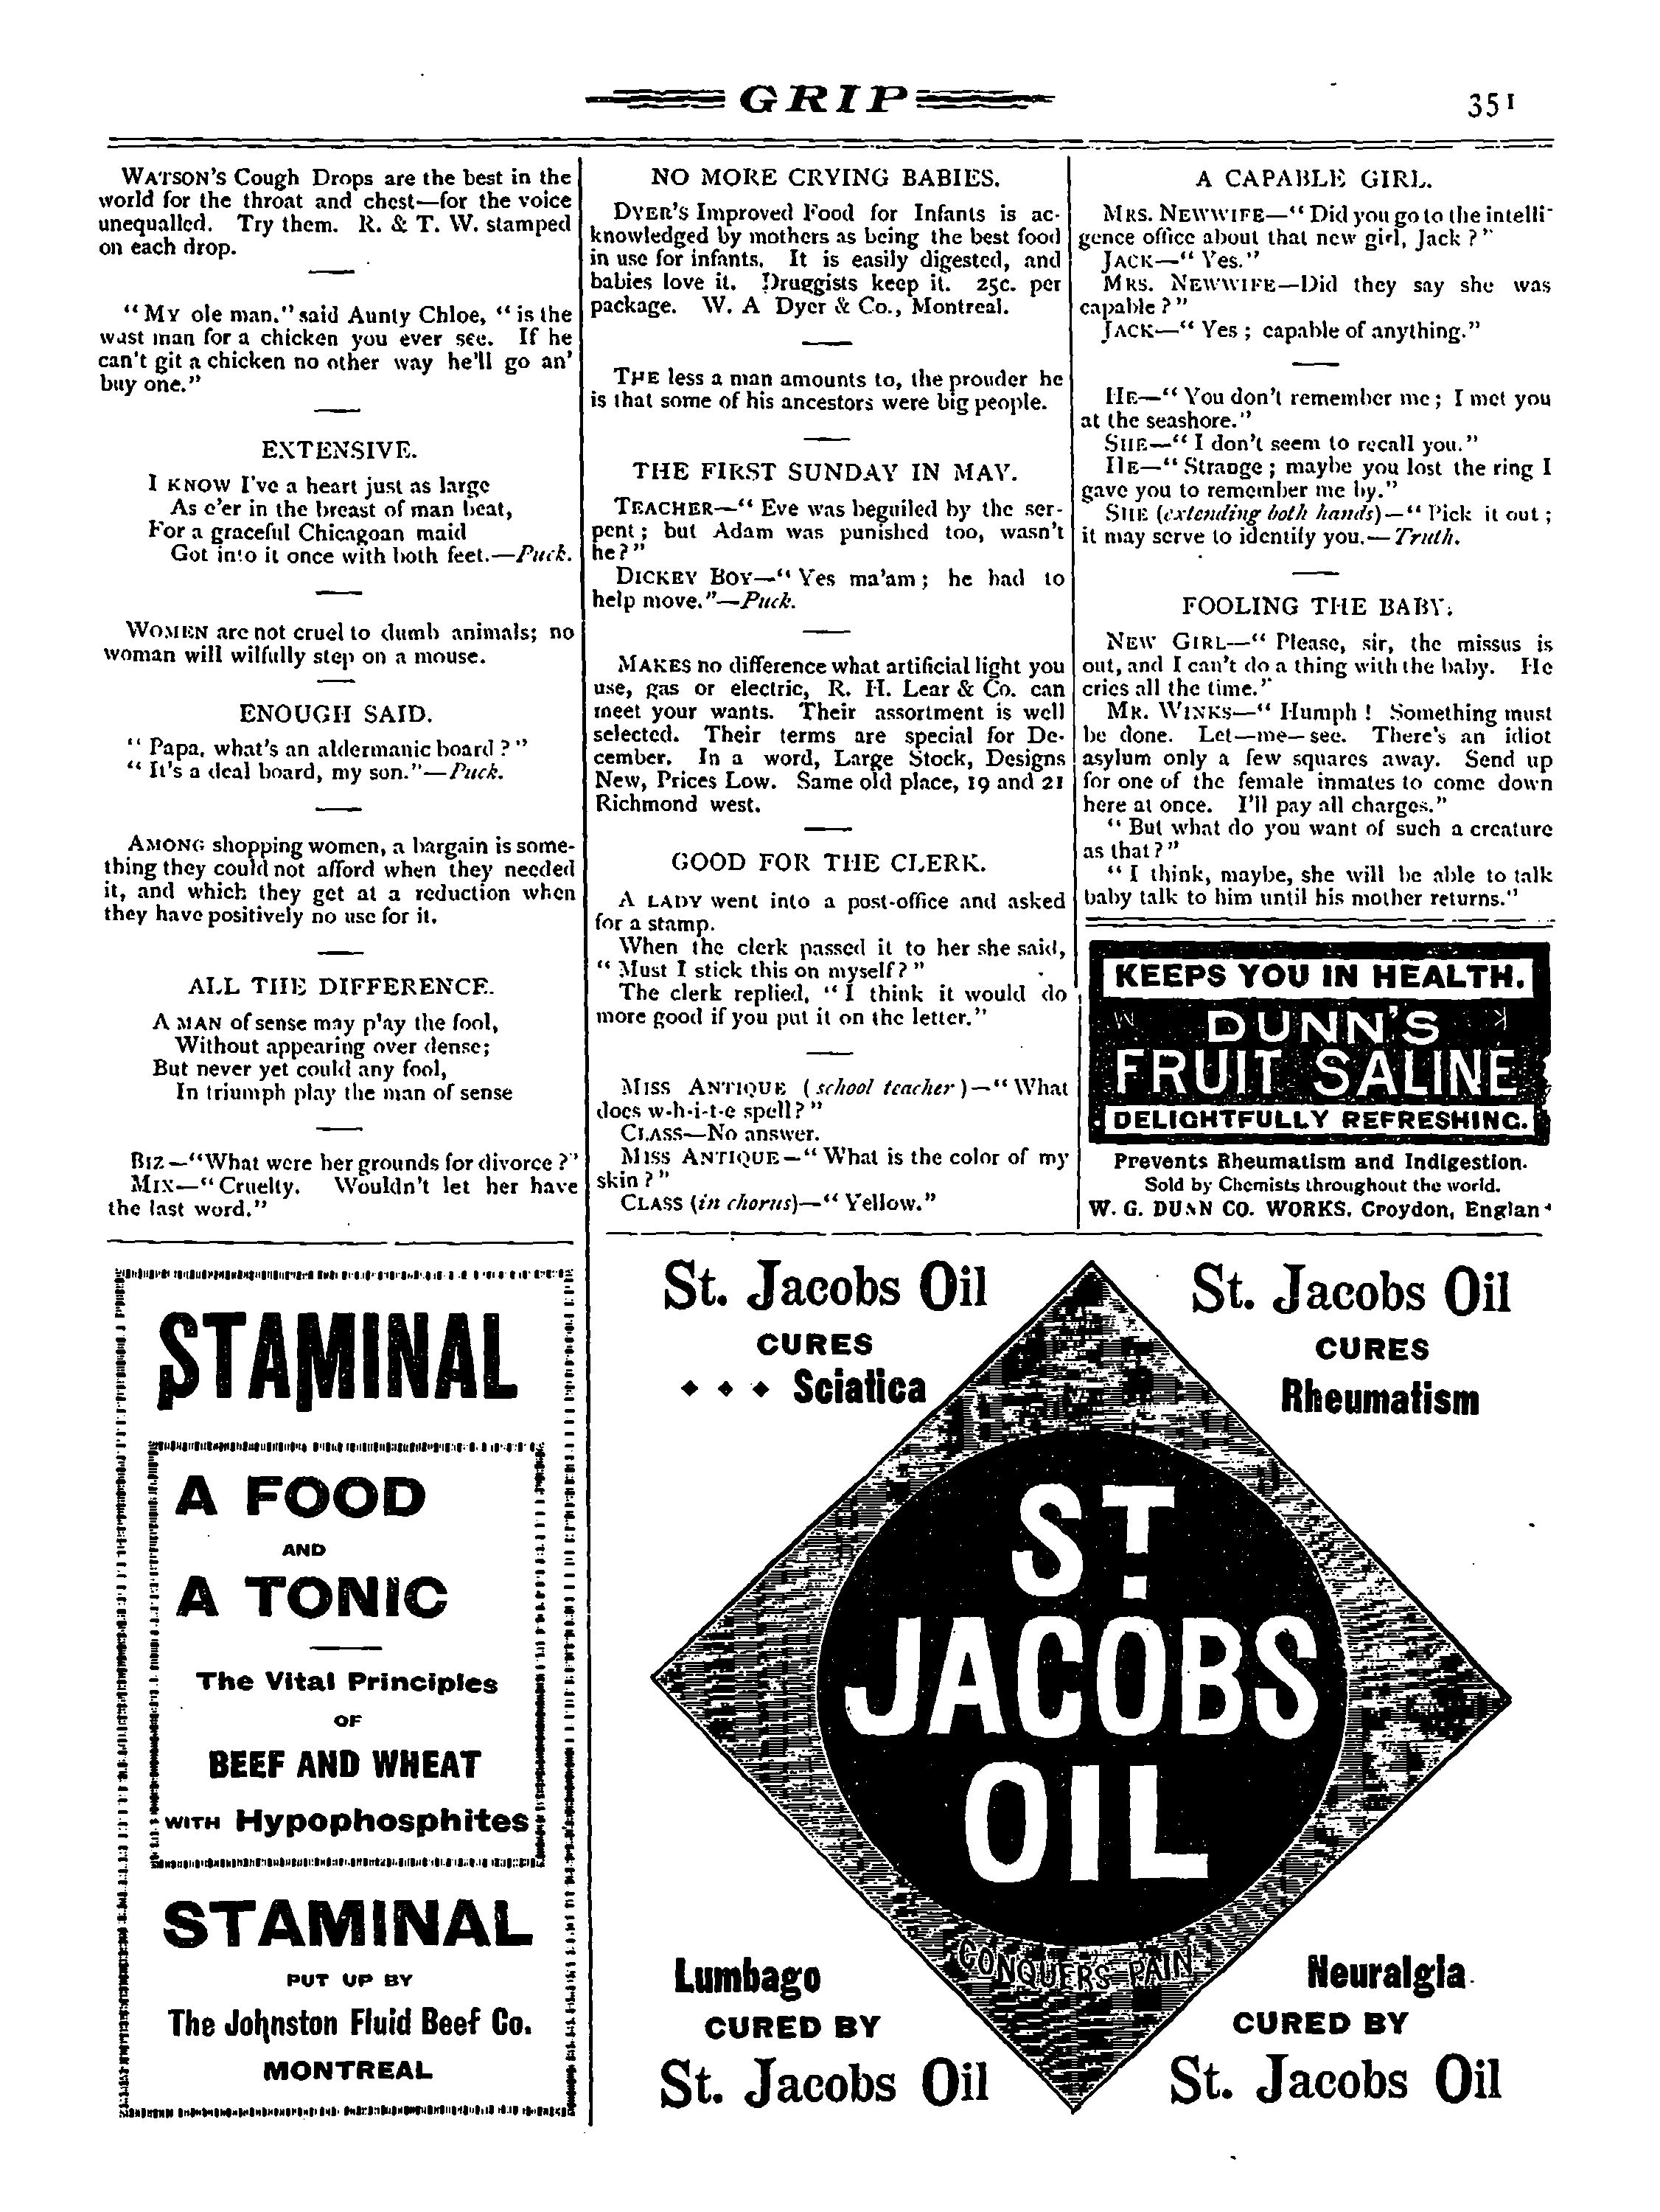 GRIP
351
WATSON'S Cough Drops are the best in the
world for the throat and chest—for the voice
unequalled. Try them. R. & T. W. stamped
on each drop.
"MY ole man." said Aunty Chloe, "is the
wust man for a chicken you ever see. If he
can't git a chicken no other way he'll go an'
buy one."
EXTENSIVE.
I KNOW I've a heart just as large
As e'er in the breast of man beat,
For a graceful Chicagoan maid
Got into it once with both feet.—Puck.
WOMEN are not cruel to dumb animals; no
woman will wilfully step on a mouse.
ENOUGH SAID.
"Papa, what's an aldermanic board?"
"It's a deal board, my son."—Puck.
AMONG shopping women, a bargain is some-
thing they could not afford when they needed
it, and which they get at a reduction when
they have positively no use for it.
ALL THE DIFFERENCE.
A MAN of sense may p'ay the fool,
Without appearing over dense;
But never yet could any fool,
In triumph play the man of sense
BIZ—"What were her grounds for divorce?"
MIX—"Cruelty. Wouldn't let her have
the last word."
STAMINAL
A FOOD
AND
A TONIC
The Vital Principles
OF
BEEF AND WHEAT
WITH Hypophosphites
STAMINAL
PUT UP BY
The Johnston Fluid Beef Co.
MONTREAL
NO MORE CRYING BABIES.
DYER'S Improved Food for Infants is ac-
knowledged by mothers as being the best food
in use for infants. It is easily digested, and
babies love it. Druggists keep it. 25c. per
package. W. A Dyer & Co., Montreal.
THE less a man amounts to, the prouder he
is that some of his ancestors were big people.
THE FIRST SUNDAY IN MAY.
TEACHER—"Eve was beguiled by the ser-
pent; but Adam was punished too, wasn't
he?"
DICKEY BOY—"Yes ma'am; he had to
help move."—Puck.
MAKES no difference what artificial light you
use, gas or electric, R. H. Lear & Co. can
meet your wants. Their assortment is well
selected. Their terms are special for De-
cember. In a word, Large Stock, Designs
New, Prices Low. Same old place, 19 and 21
Richmond west.
GOOD FOR THE CLERK.
A LADY went into a post-office and asked
for a stamp.
When the clerk passed it to her she said,
"Must I stick this on myself?"
The clerk replied, "I think it would do
more good if you put it on the letter."
MISS ANTIQUE (school teacher)—"What
does w-h-i-t-e spell?"
CLASS—No answer.
MISS ANTIQUE—"What is the color of my
skin?"
CLASS (in chorus)—"Yellow."
A CAPABLE GIRL.
MRS. NEWWIFE—"Did you go to the intelli-
gence office about that new girl, Jack?"
JACK—"Yes."
MRS. NEWWIFE—Did they say she was
capable?"
JACK—"Yes; capable of anything."
HE—"You don't remember me; I met you
at the seashore."
SHE—"I don't seem to recall you."
HE—"Strange; maybe you lost the ring I
gave you to remember me by."
SHE (extending both hands)—"Pick it out;
it may serve to identify you.—Truth.
FOOLING THE BABY.
NEW GIRL—"Please, sir, the missus is
out, and I can't do a thing with the baby. He
cries all the time."
MR. WINKS—"Humph! Something must
be done. Let—me—see. There's an idiot
asylum only a few squares away. Send up
for one of the female inmates to come down
here at once. I'll pay all charges."
"But what do you want of such a creature
as that?"
"I think, maybe, she will be able to talk
baby talk to him until his mother returns."
KEEPS YOU IN HEALTH.
DUNN'S
FRUIT SALINE
DELIGHTFULLY REFRESHING.
Prevents Rheumatism and Indigestion.
Sold by Chemists throughout the world.
W. G. DUNN CO. WORKS, Croydon, Englan
St. Jacobs Oil
CURES
Sciatica
St. Jacobs Oil
CURES
Rheumatism
ST.
JACOBS
OIL
CONQUERS PAIN
Lumbago
CURED BY
St. Jacobs Oil
Neuralgia
CURED BY
St. Jacobs Oil